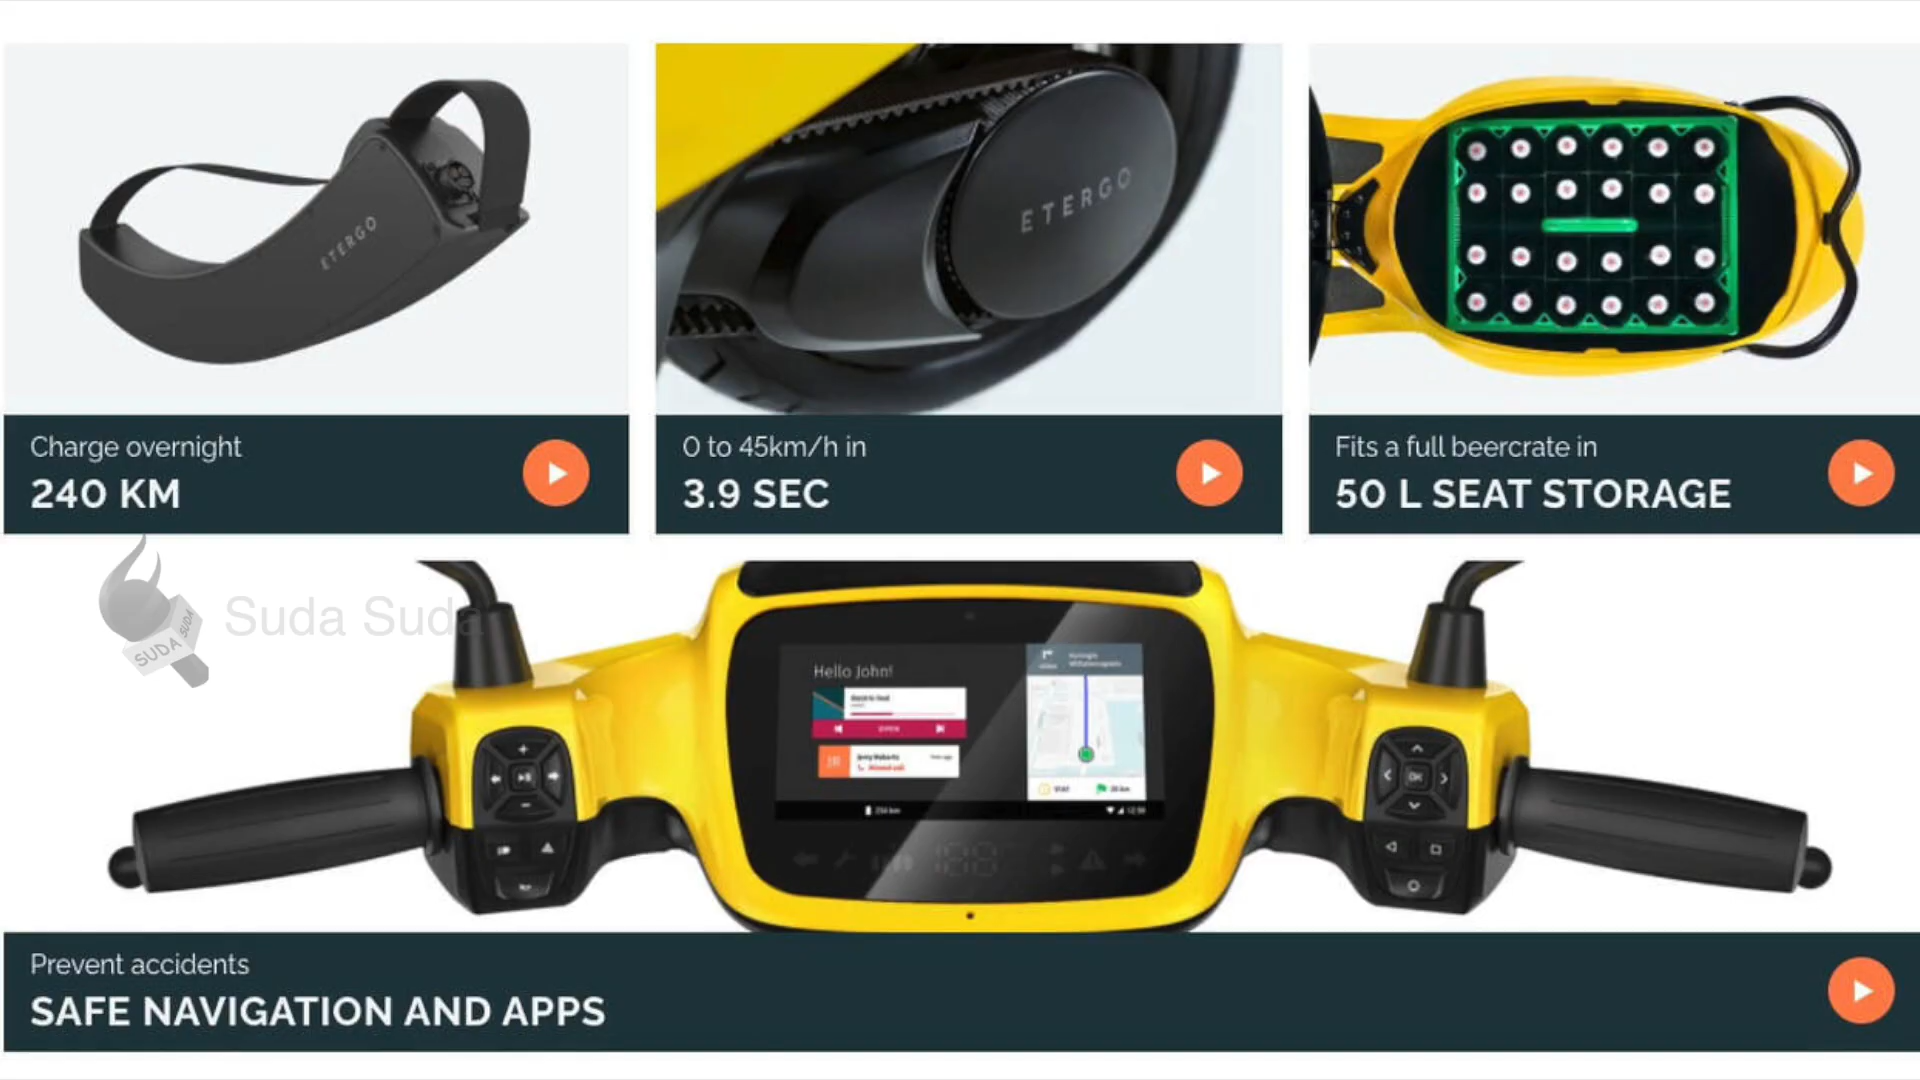 ETERGO
ETERGO
Charge overnight
240 KM
0 to 45km/h in
3.9 SEC
Fits a full beercrate in
50 L SEAT STORAGE
SUDA SUDA
Suda Suda
Hello John!
OK
Prevent accidents
SAFE NAVIGATION AND APPS